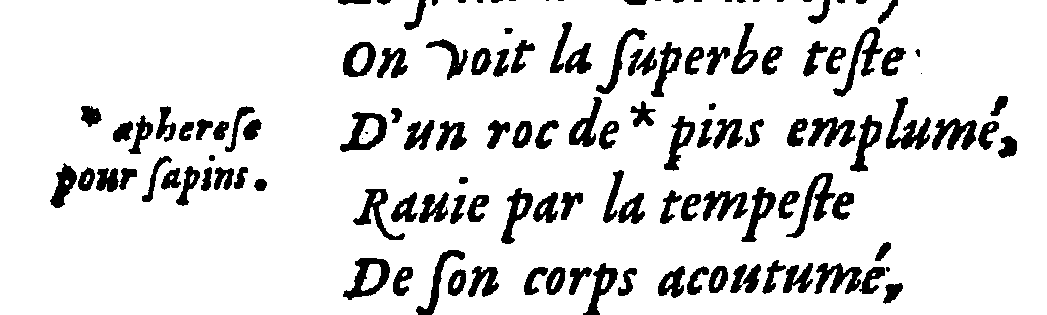 On voit la ſuperbe teſte
D'un roc de * pins emplumé,
* aphereſe
pour ſapins.
Rauie par la tempeſte
De ſon corps acoutumé,